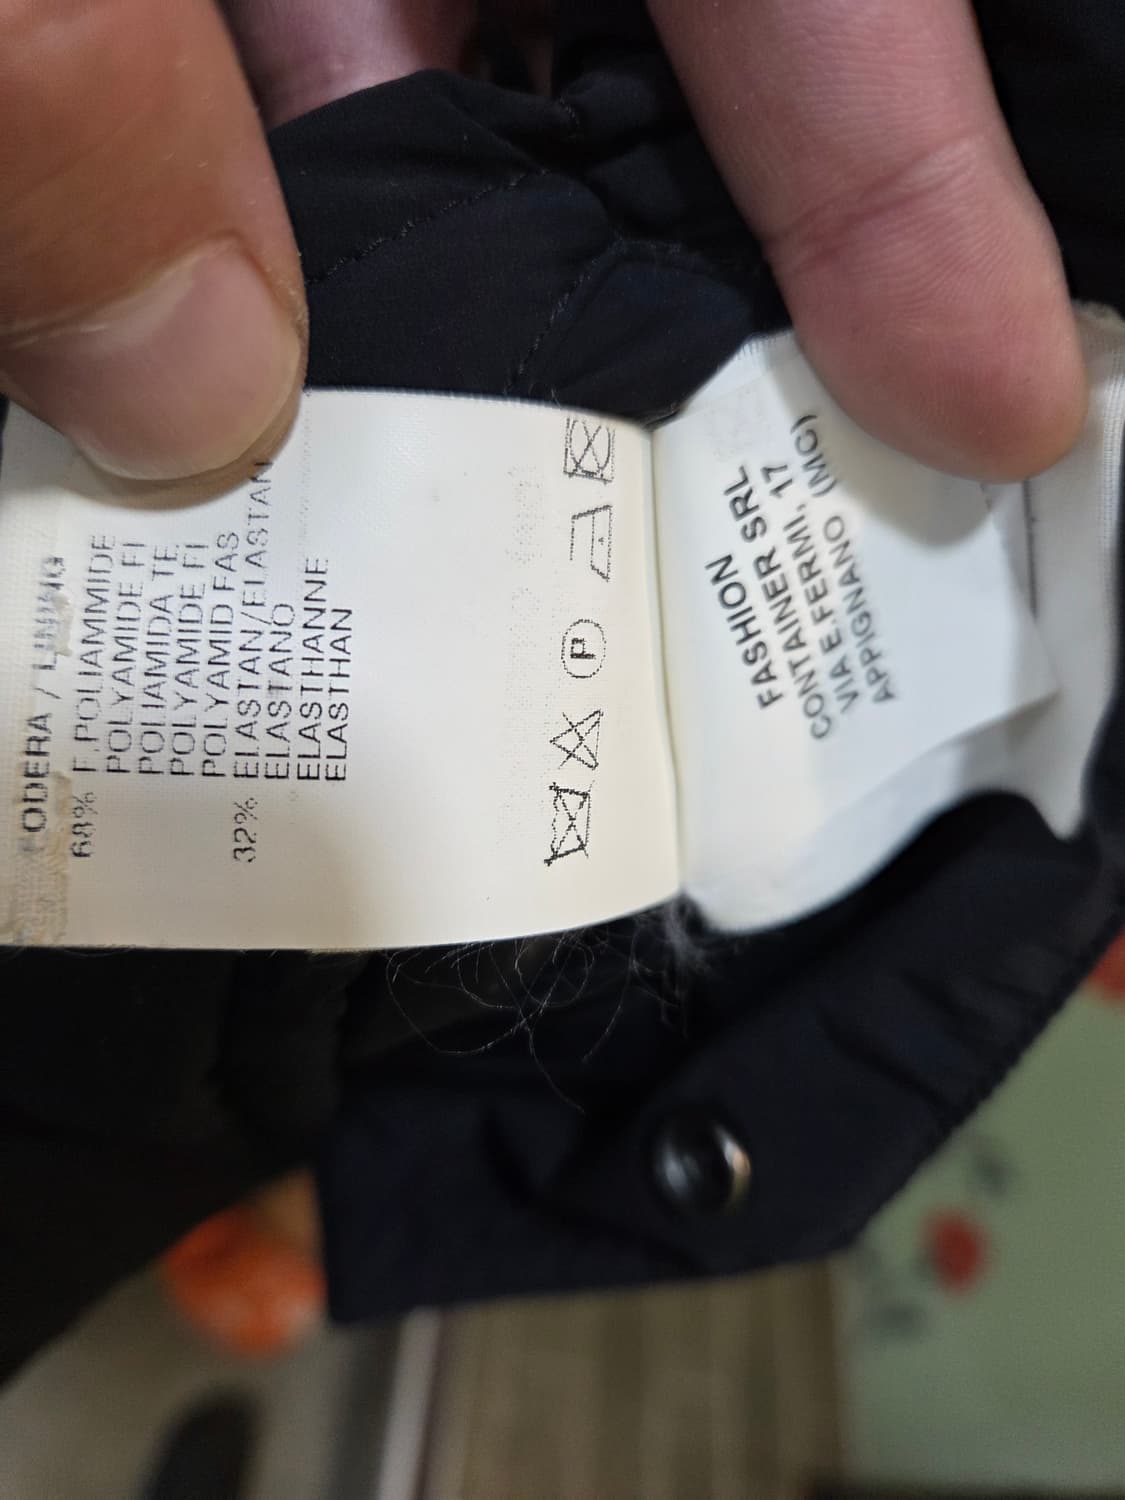 FODERA / LINING
68% F.POLIAMMIDE
POLYAMIDE FI
POLIAMIDA TE
POLYAMIDE FI
POLYAMID FAS
32% ELASTAN/ELASTAN
ELASTANO
ELASTHANNE
ELASTHAN
P
FASHION
FASHION SRL
CONTAINER SRL
VIA E.FERMI, 17
APPIGNANO (MC)